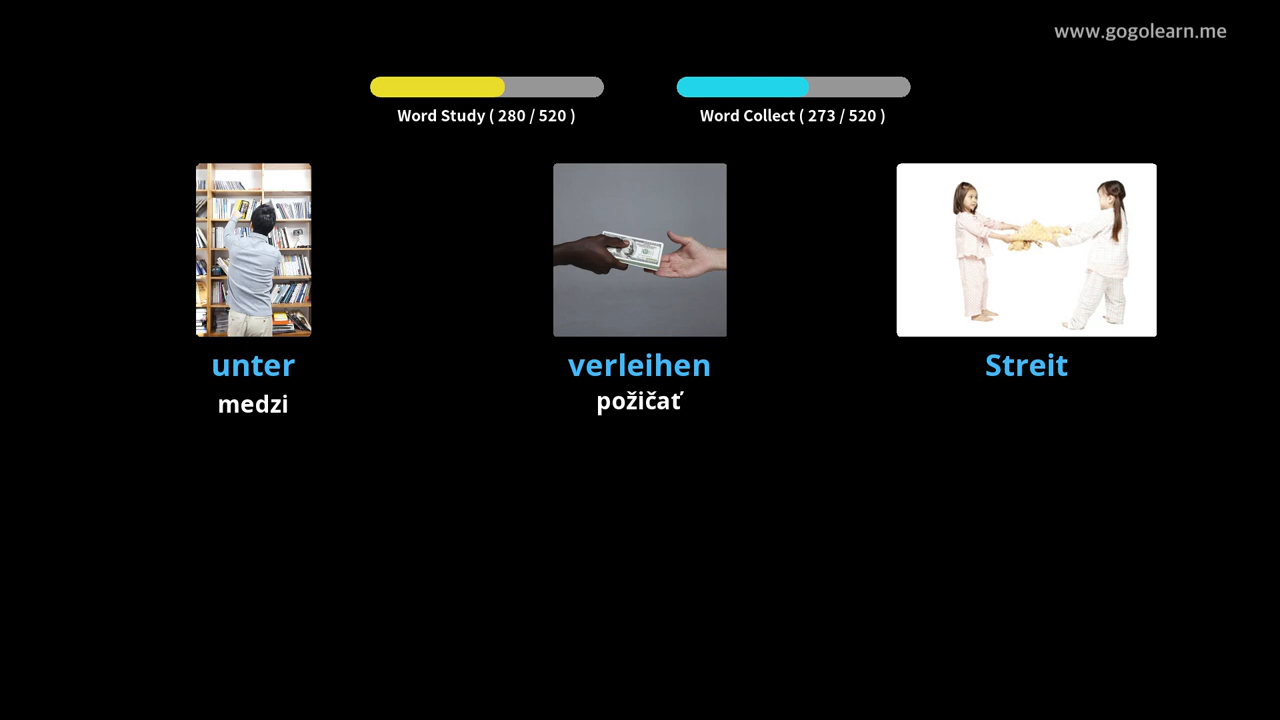 www.gogolearn.me
Word Study ( 280 / 520 )
Word Collect ( 273 / 520 )
unter
medzi
verleihen
požičať
Streit